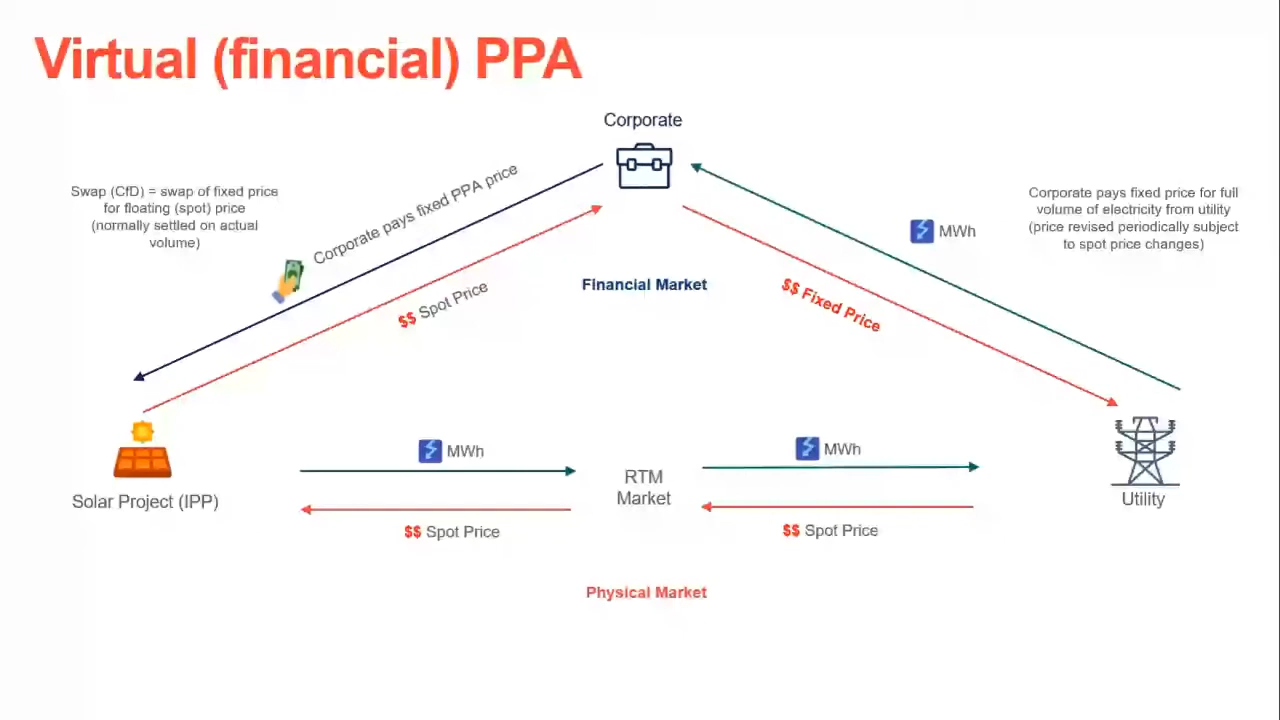 Virtual (financial) PPA
Corporate
Swap (CfD) = swap of fixed price
for floating (spot) price
(normally settled on actual
volume)
Corporate pays fixed PPA price
$$ Spot Price
Financial Market
$$ Fixed Price
MWh
Corporate pays fixed price for full
volume of electricity from utility
(price revised periodically subject
to spot price changes)
Solar Project (IPP)
MWh
$$ Spot Price
RTM
Market
MWh
$$ Spot Price
Utility
Physical Market